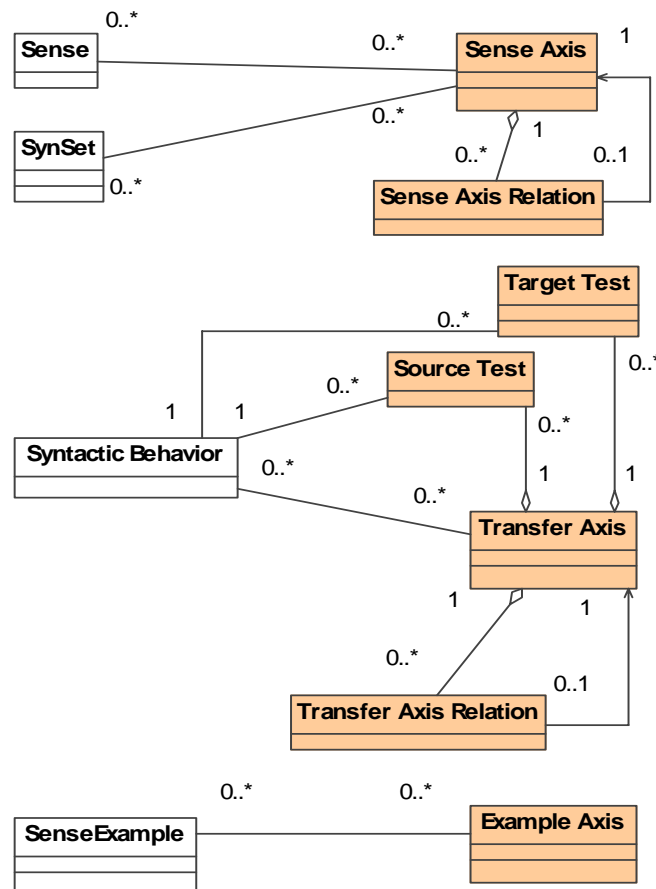 0..*
Sense
0..*
Sense Axis
1
SynSet
0..*
0..*
1
0..*
0..1
Sense Axis Relation
Target Test
0..*
0..*
Source Test
0..*
1
1
0..*
Syntactic Behavior
0..*
0..*
1
1
Transfer Axis
1
1
0..*
0..1
Transfer Axis Relation
0..*
0..*
SenseExample
Example Axis